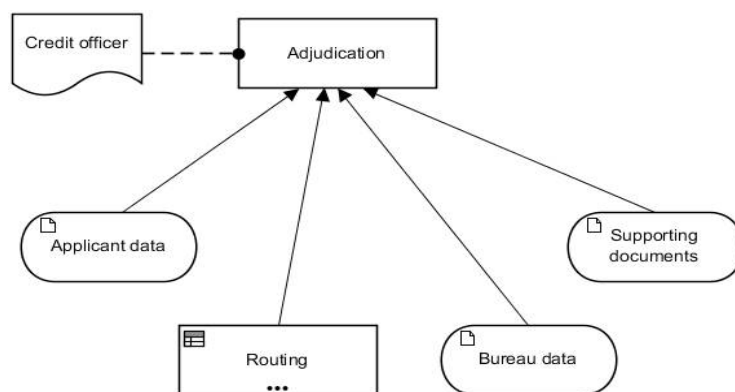 Credit officer
Adjudication
Applicant data
Supporting
documents
Routing
Bureau data